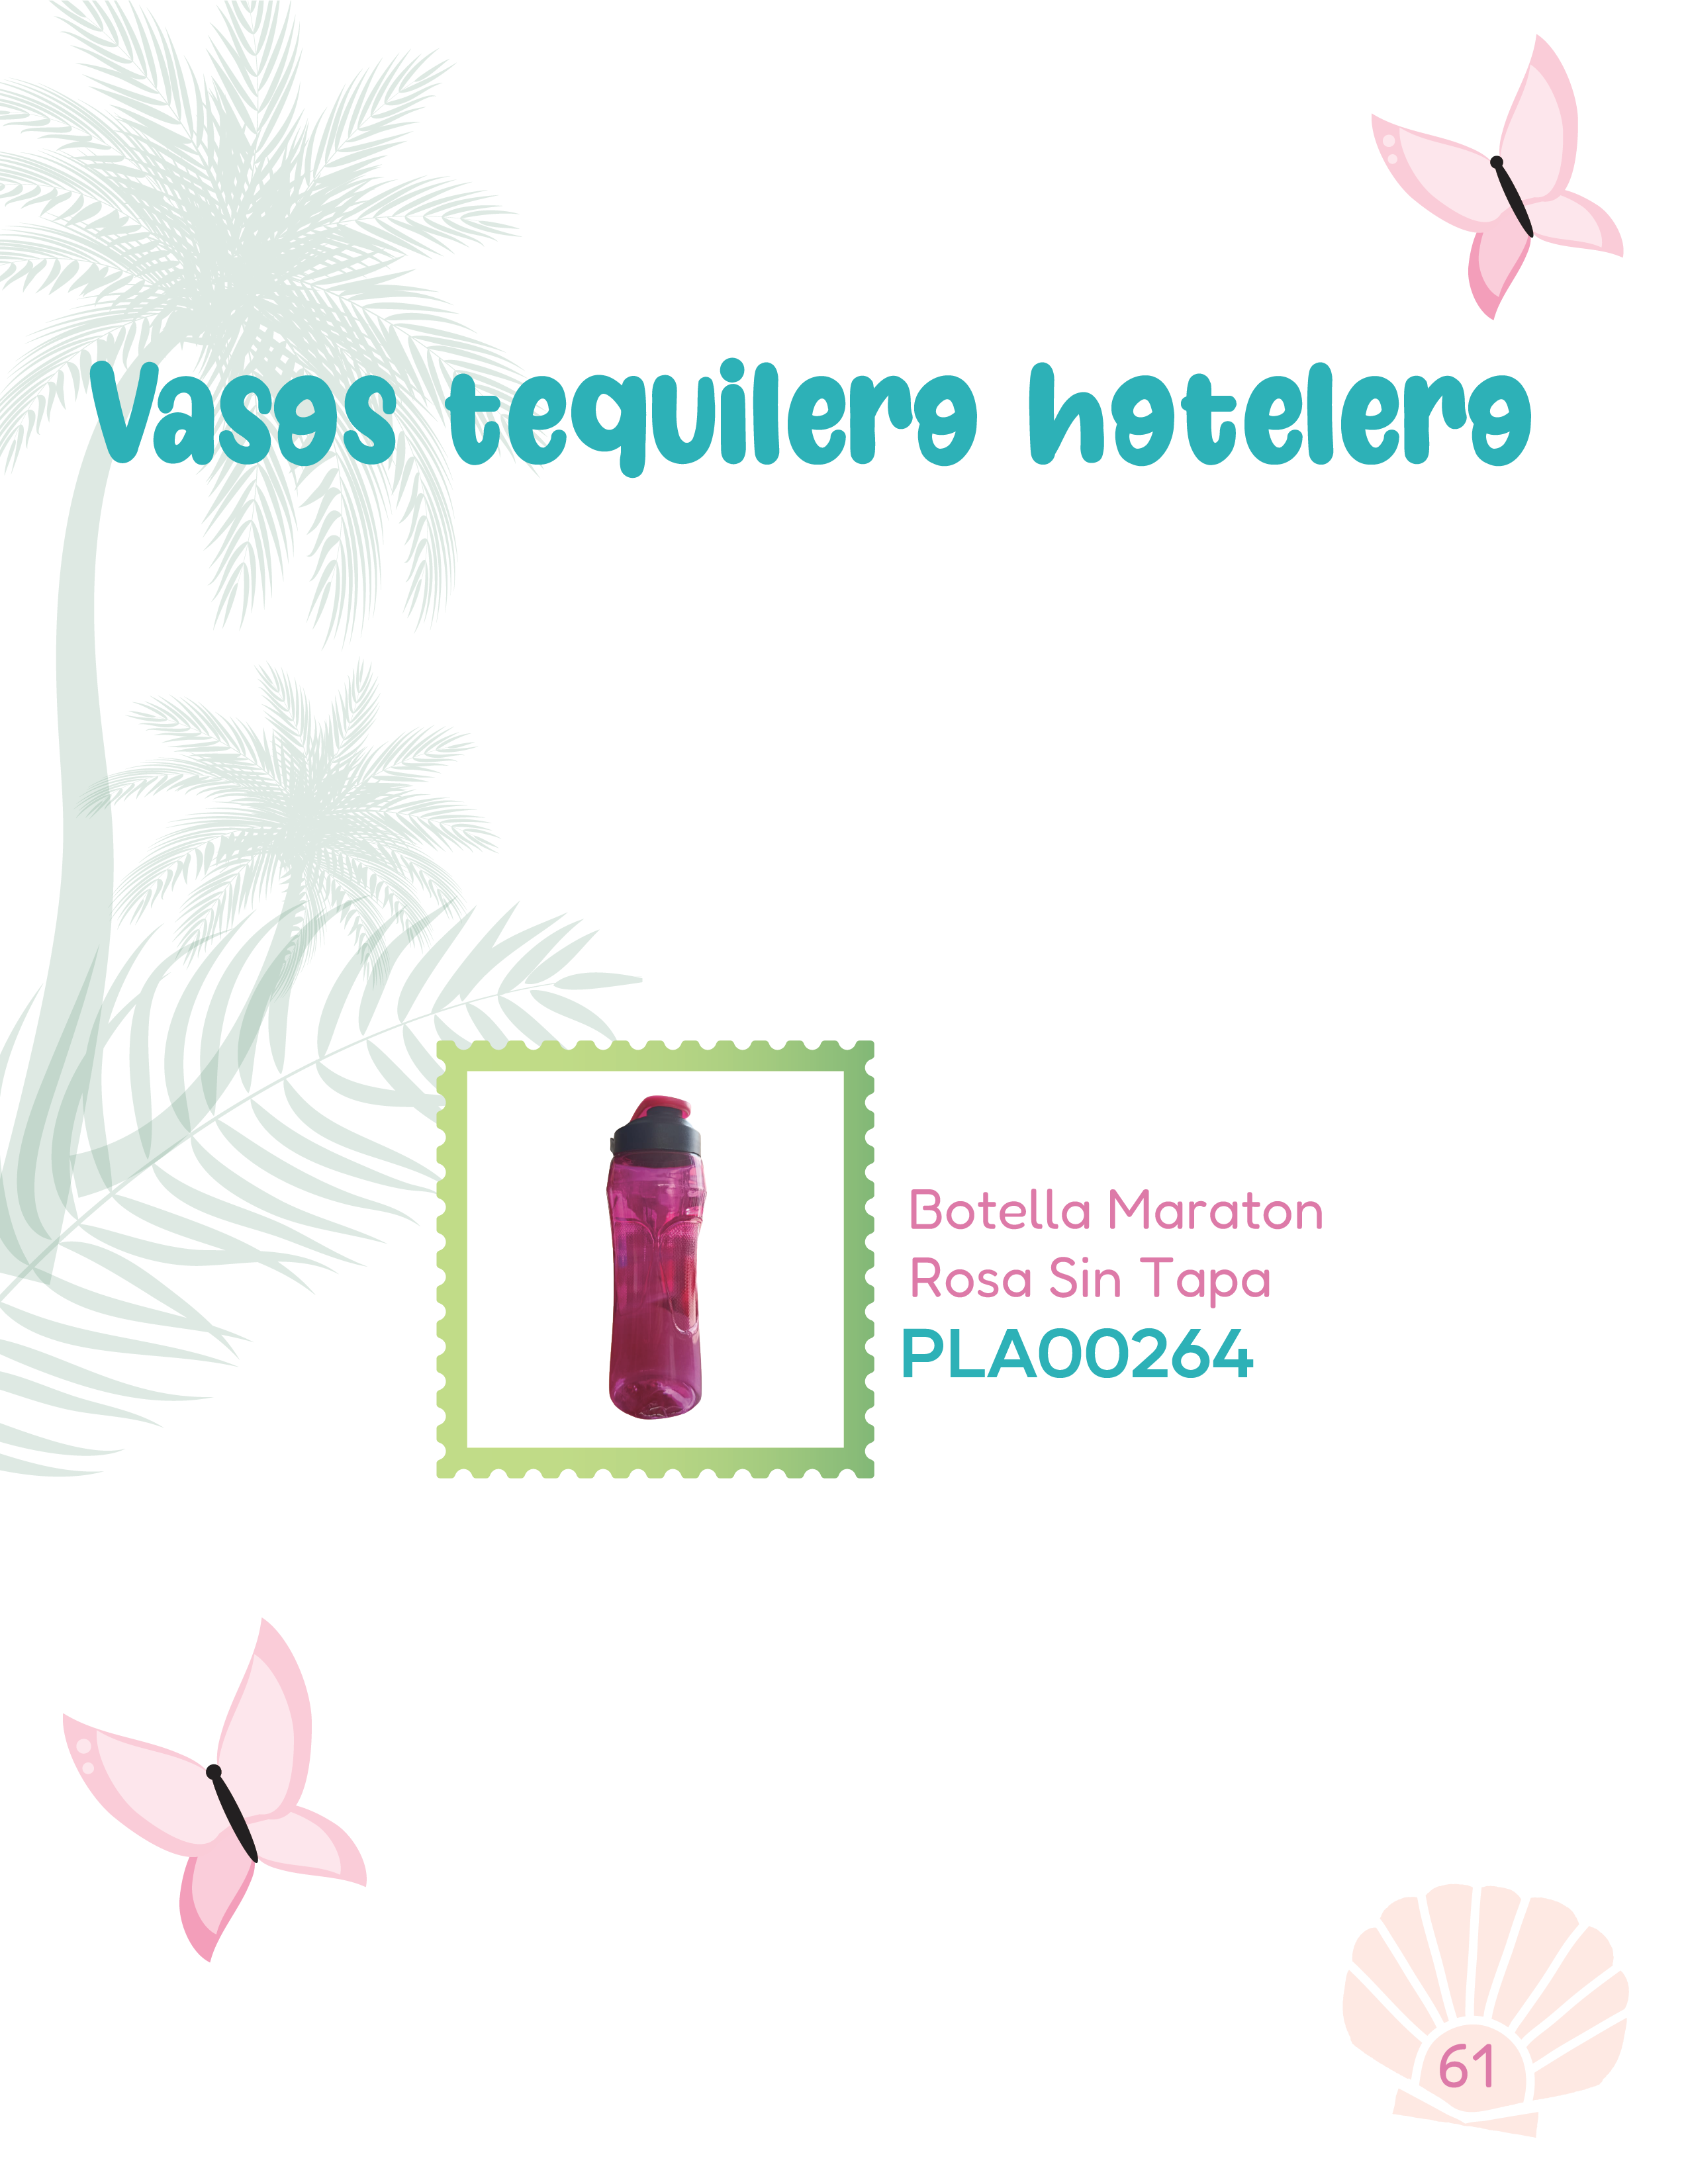 Vasos tequilero hotelero
Botella Maraton
Rosa Sin Tapa
PLA00264
61